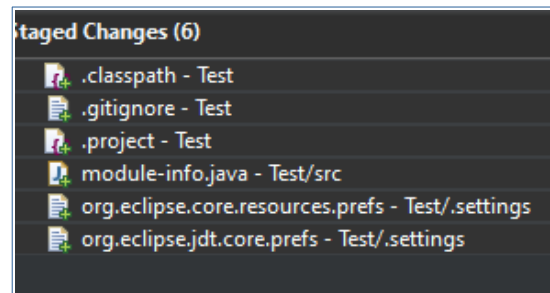 Staged Changes (6)
.classpath - Test
.gitignore - Test
.project - Test
module-info.java - Test/src
org.eclipse.core.resources.prefs - Test/.settings
org.eclipse.jdt.core.prefs - Test/.settings